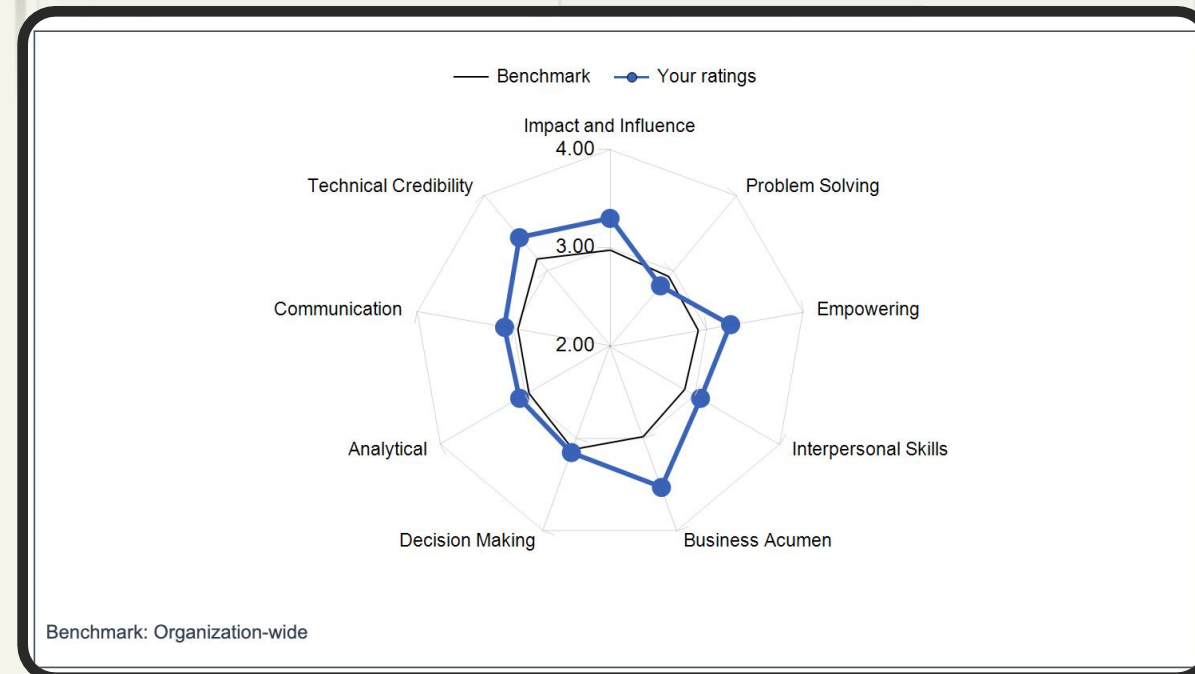 Benchmark
Your ratings
Impact and Influence
4.00
Technical Credibility
Problem Solving
3.00
Communication
Empowering
2.00
Analytical
Interpersonal Skills
Decision Making
Business Acumen
Benchmark: Organization-wide